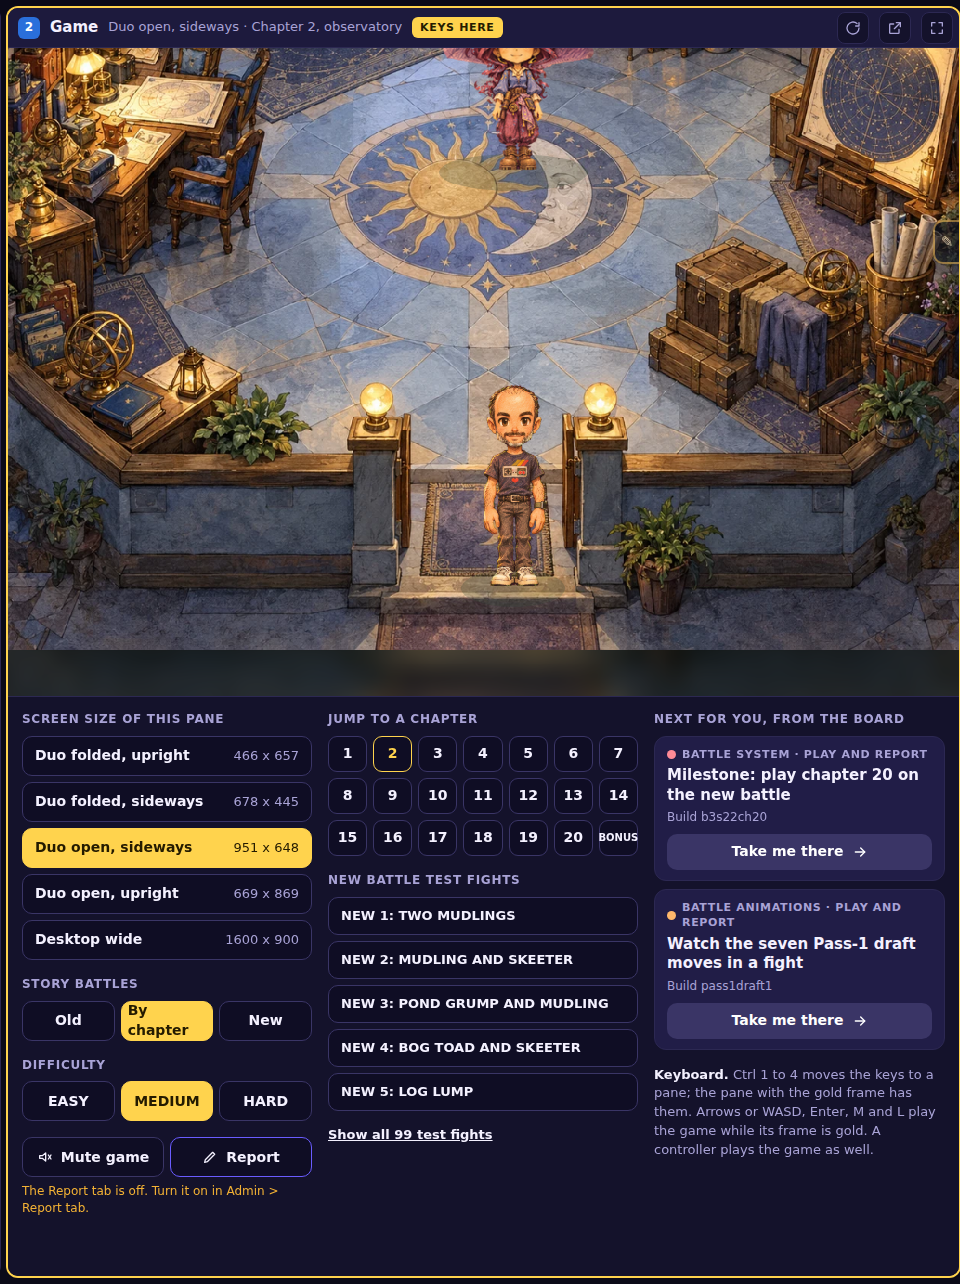 2 Game Duo open, sideways · Chapter 2, observatory KEYS HERE
SCREEN SIZE OF THIS PANE
Duo folded, upright 466 x 657
Duo folded, sideways 678 x 445
Duo open, sideways 951 x 648
Duo open, upright 669 x 869
Desktop wide 1600 x 900
STORY BATTLES
Old
By
chapter
New
DIFFICULTY
EASY MEDIUM HARD
Mute game Report
The Report tab is off. Turn it on in Admin >
Report tab.
JUMP TO A CHAPTER
1 2 3 4 5 6 7
8 9 10 11 12 13 14
15 16 17 18 19 20 BONUS
NEW BATTLE TEST FIGHTS
NEW 1: TWO MUDLINGS
NEW 2: MUDLING AND SKEETER
NEW 3: POND GRUMP AND MUDLING
NEW 4: BOG TOAD AND SKEETER
NEW 5: LOG LUMP
Show all 99 test fights
NEXT FOR YOU, FROM THE BOARD
BATTLE SYSTEM · PLAY AND REPORT
Milestone: play chapter 20 on
the new battle
Build b3s22ch20
Take me there →
BATTLE ANIMATIONS · PLAY AND
REPORT
Watch the seven Pass-1 draft
moves in a fight
Build pass1draft1
Take me there →
Keyboard. Ctrl 1 to 4 moves the keys to a
pane; the pane with the gold frame has
them. Arrows or WASD, Enter, M and L play
the game while its frame is gold. A
controller plays the game as well.